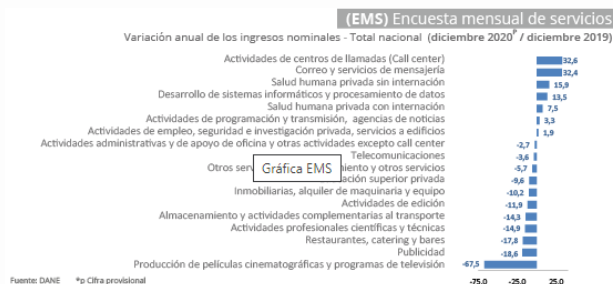 (EMS) Encuesta mensual de servicios
Variación anual de los ingresos nominales - Total nacional (diciembre 2020p / diciembre 2019)
Actividades de centros de llamadas (Call center) 32,6
Correo y servicios de mensajería 32,4
Salud humana privada sin internación 15,9
Desarrollo de sistemas informáticos y procesamiento de datos 13,5
Salud humana privada con internación 7,5
Actividades de programación y transmisión, agencias de noticias 3,3
Actividades de empleo, seguridad e investigación privada, servicios a edificios 1,9
Actividades administrativas y de apoyo de oficina y otras actividades excepto call center -2,7
Telecomunicaciones -3,6
Otros y otros servicios -5,7
Gráfica EMS
superior privada -9,6
Inmobiliarias, alquiler de maquinaria y equipo -10,2
Actividades de edición -11,9
Almacenamiento y actividades complementarias al transporte -14,3
Actividades profesionales científicas y técnicas -14,9
Restaurantes, catering y bares -17,8
Publicidad -18,6
Producción de películas cinematográficas y programas de televisión -67,5
Fuente: DANE *p Cifra provisional -75,0 -25,0 25,0